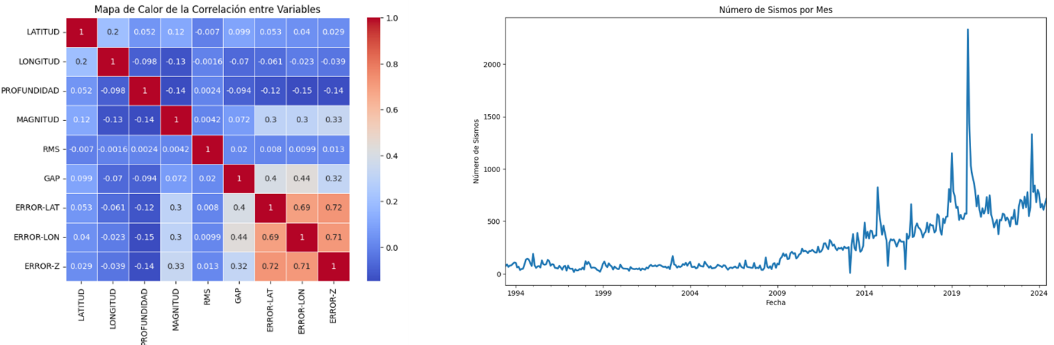 Mapa de Calor de la Correlación entre Variables
LATITUD 1 0.2 0.052 0.12 -0.007 0.099 0.053 0.04 0.029
LONGITUD 0.2 1 -0.098 -0.13 -0.0016 -0.07 -0.061 -0.023 -0.039
PROFUNDIDAD 0.052 -0.098 1 -0.14 0.0024 -0.094 -0.12 -0.15 -0.14
MAGNITUD 0.12 -0.13 -0.14 1 0.0042 0.072 0.3 0.3 0.33
RMS -0.007 -0.0016 0.0024 0.0042 1 0.02 0.008 0.0099 0.013
GAP 0.099 -0.07 -0.094 0.072 0.02 1 0.4 0.44 0.32
ERROR-LAT 0.053 -0.061 -0.12 0.3 0.008 0.4 1 0.69 0.72
ERROR-LON 0.04 -0.023 -0.15 0.3 0.0099 0.44 0.69 1 0.71
ERROR-Z 0.029 -0.039 -0.14 0.33 0.013 0.32 0.72 0.71 1
LATITUD LONGITUD PROFUNDIDAD MAGNITUD RMS GAP ERROR-LAT ERROR-LON ERROR-Z
1.0
0.8
0.6
0.4
0.2
0.0
Número de Sismos por Mes
Número de Sismos
2000
1500
1000
500
0
1994 1999 2004 2009 2014 2019 2024
Fecha